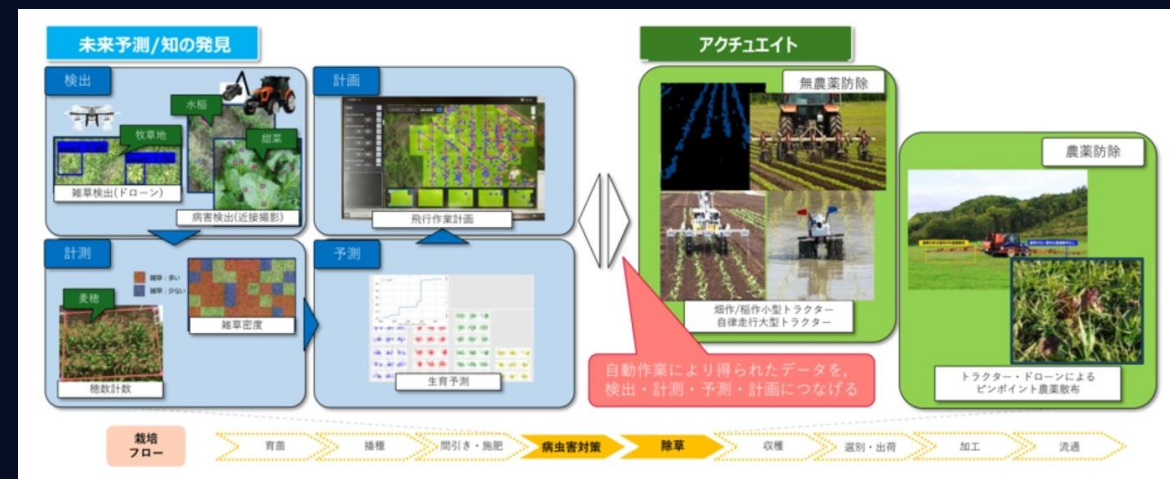 未来予測/知の発見
アクチュエイト
検出
水稲
牧草地
甜菜
雑草検出(ドローン)
病害検出(近接撮影)
計画
飛行作業計画
計測
雑草：多い
雑草：少ない
麦穂
雑草密度
穂数計数
予測
生育予測
無農薬防除
畑作/稲作小型トラクター
自律走行大型トラクター
農薬防除
トラクター・ドローンによる
ピンポイント農薬散布
自動作業により得られたデータを，
検出・計測・予測・計画につなげる
栽培
フロー
育苗
播種
間引き・施肥
病虫害対策
除草
収穫
選別・出荷
加工
流通